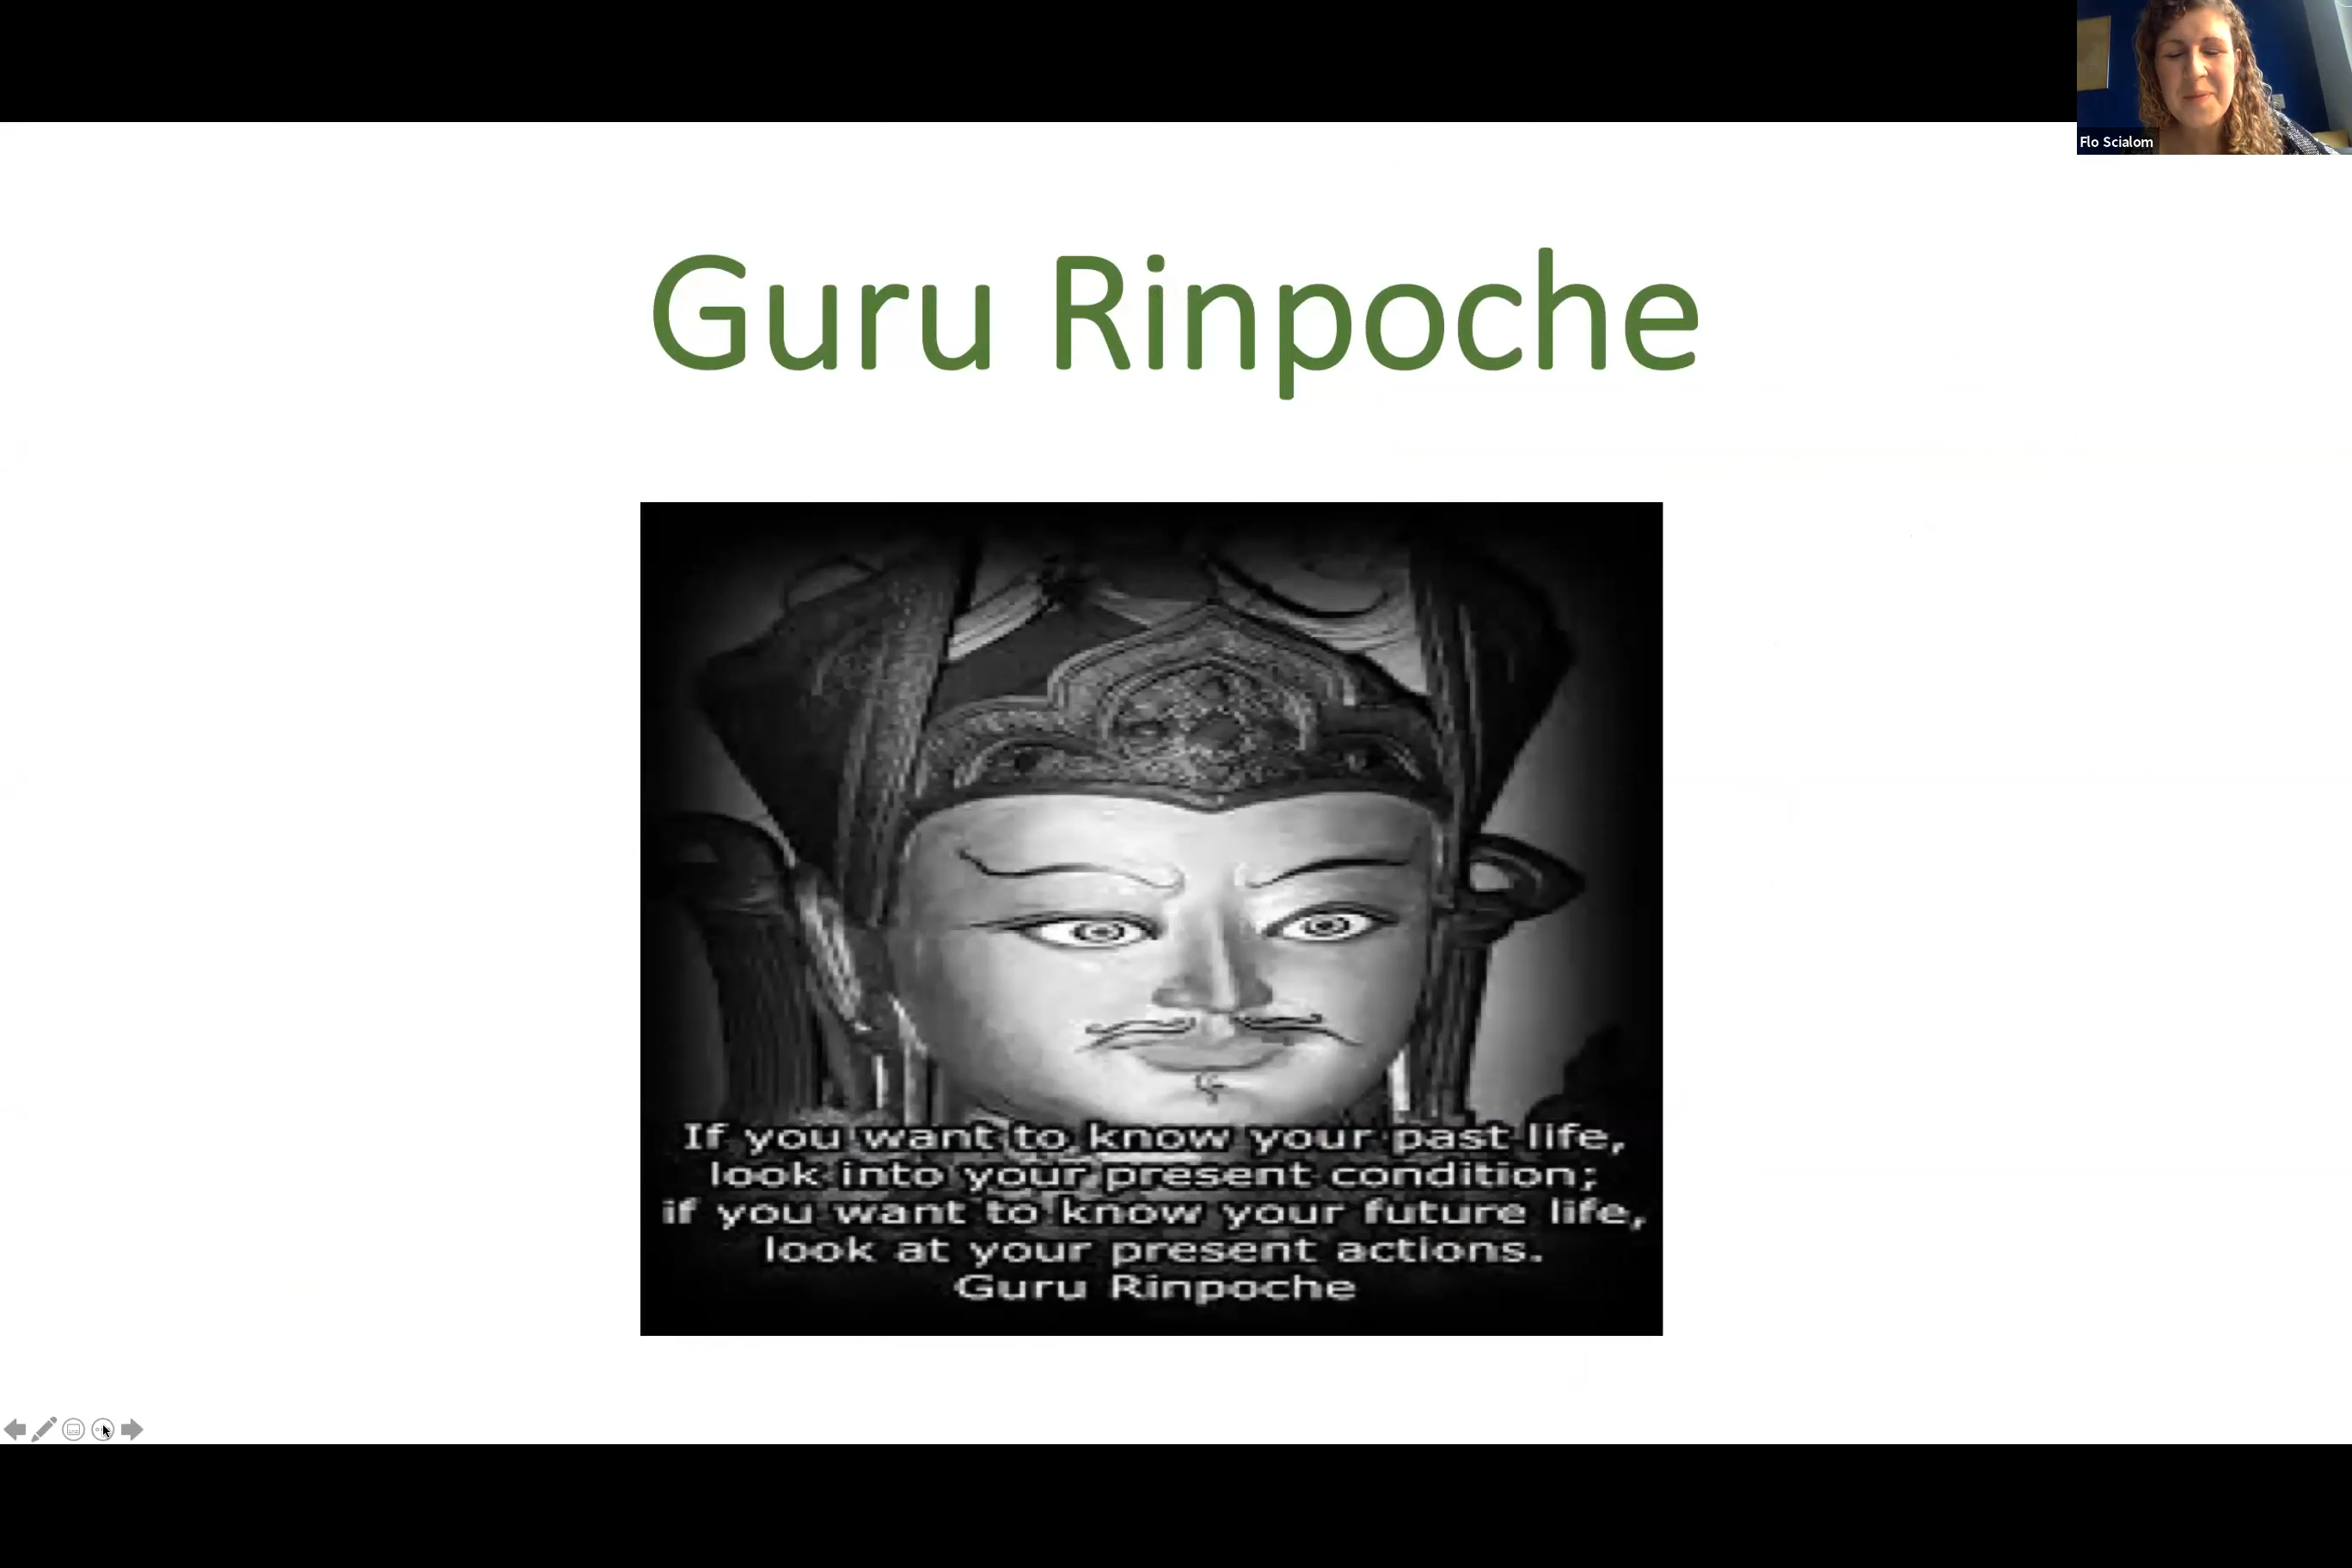 Flo Scialom
Guru Rinpoche
If you want to know your past life,
look into your present condition;
if you want to know your future life,
look at your present actions.
Guru Rinpoche